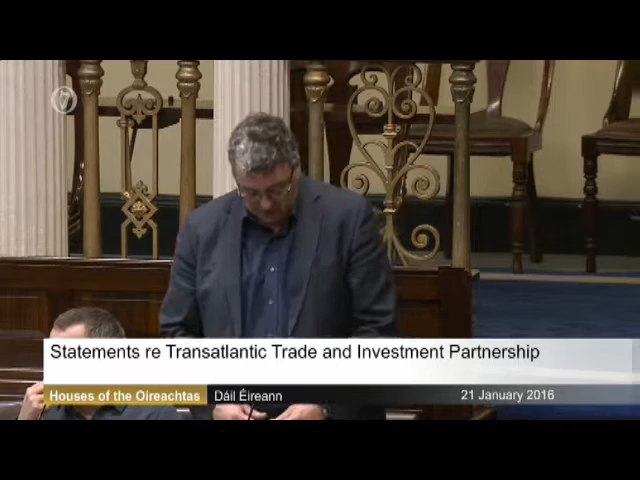 Statements re Transatlantic Trade and Investment Partnership
Houses of the Oireachtas Dáil Éireann 21 January 2016